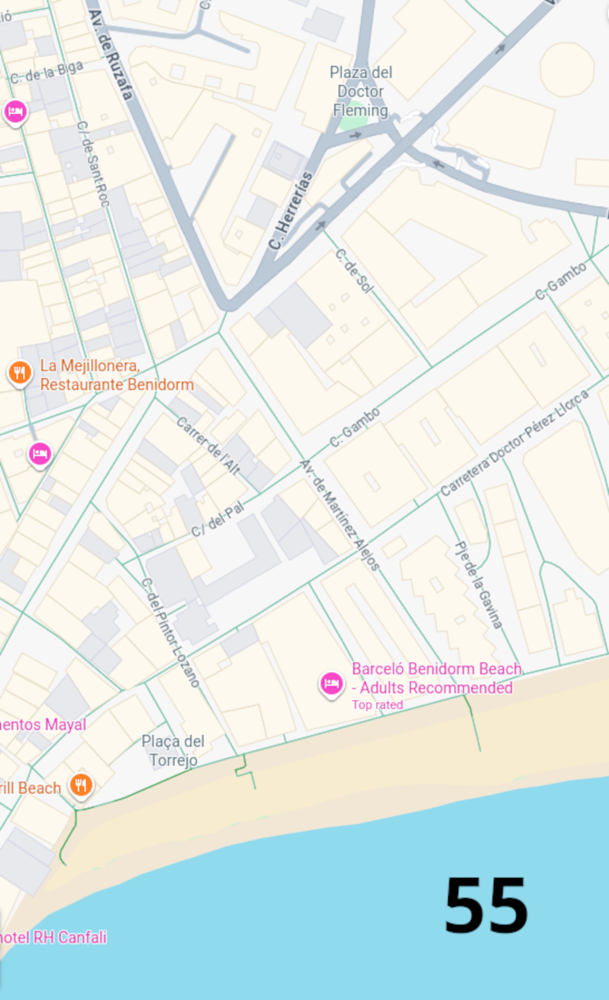 Av. de Ruzafa
C. de la Biga
Plaza del
Doctor
Fleming
C/ de Sant Roc
C. Herrerías
C. de Sol
C. Gambo
La Mejillonera,
Restaurante Benidorm
Carrer de l'Alt
C. Gambo
Carretera Doctor Pérez Llorca
Av. de Martínez Alejos
C/ del Pal
Pje de la Gavina
C. del Pintor Lozano
Barceló Benidorm Beach
- Adults Recommended
Top rated
entos Mayal
Plaça del
Torrejo
rill Beach
55
hotel RH Canfali